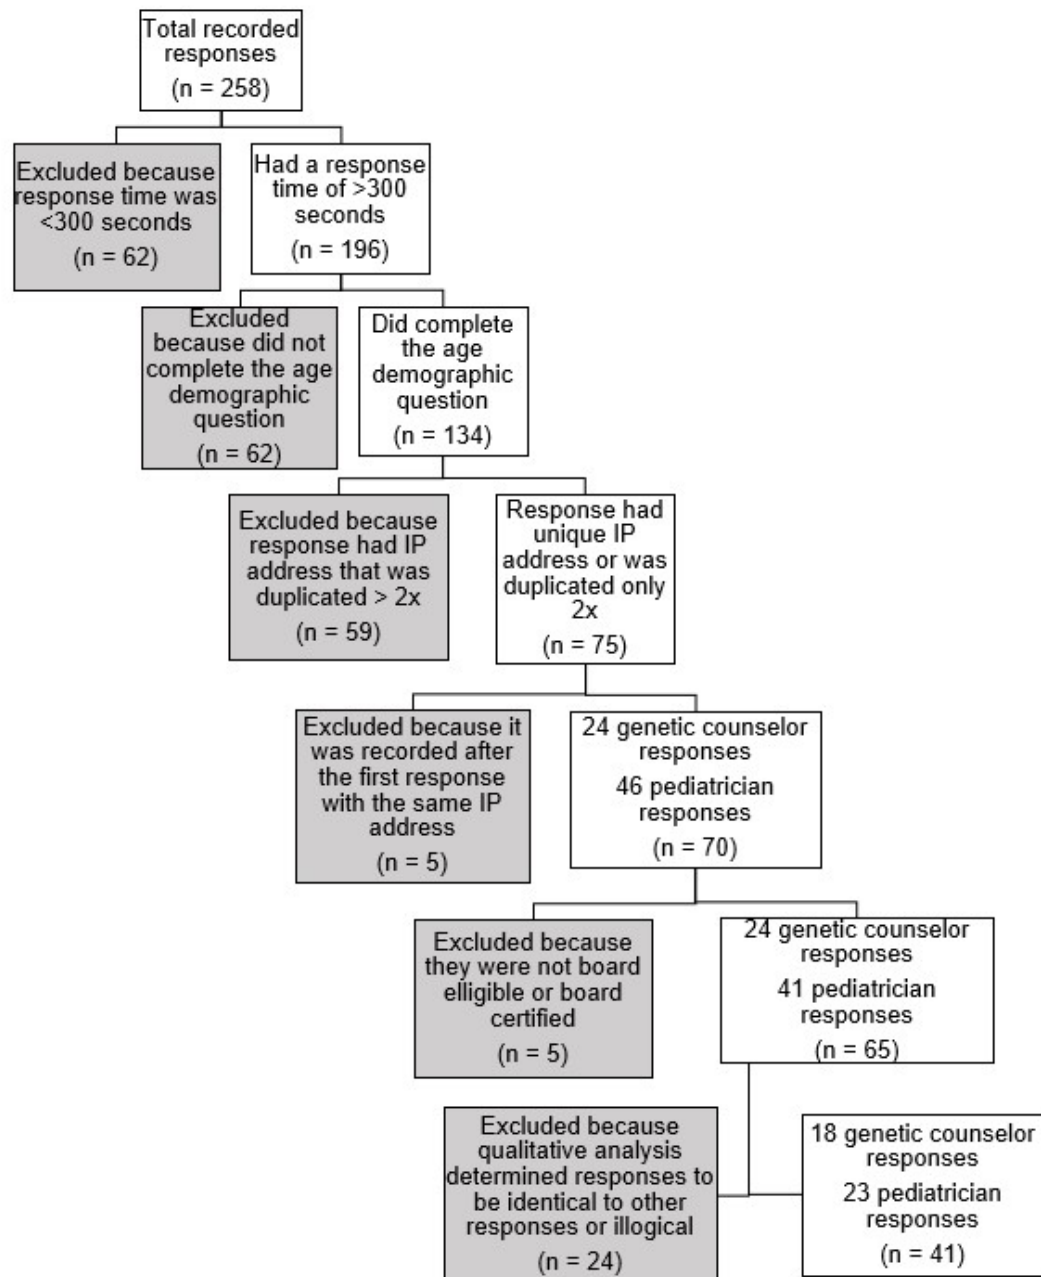 Total recorded
responses
(n = 258)
Excluded because
response time was
<300 seconds
(n = 62)
Had a response
time of >300
seconds
(n = 196)
Excluded
because did not
complete the age
demographic
question
(n = 62)
Did complete
the age
demographic
question
(n = 134)
Excluded because
response had IP
address that was
duplicated > 2x
(n = 59)
Response had
unique IP
address or was
duplicated only
2x
(n = 75)
Excluded because it
was recorded after
the first response
with the same IP
address
(n = 5)
24 genetic counselor
responses
46 pediatrician
responses
(n = 70)
Excluded because
they were not board
elligible or board
certified
(n = 5)
24 genetic counselor
responses
41 pediatrician
responses
(n = 65)
Excluded because
qualitative analysis
determined responses to
be identical to other
responses or illogical
(n = 24)
18 genetic counselor
responses
23 pediatrician
responses
(n = 41)